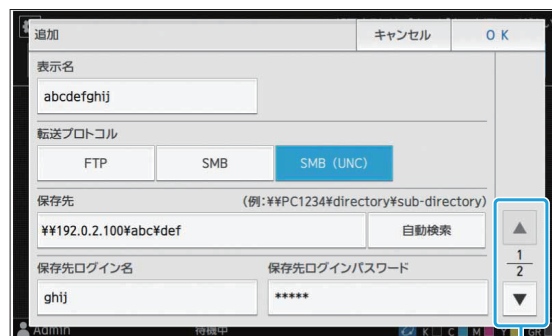 追加 キャンセル O K
表示名
abcdefghij
転送プロトコル
FTP SMB SMB (UNC)
保存先 (例:¥¥PC1234¥directory¥sub-directory)
¥¥192.0.2.100¥abc¥def 自動検索
1
2
保存先ログイン名 保存先ログインパスワード
ghij *****
Admin 待機中 K C M Y GR